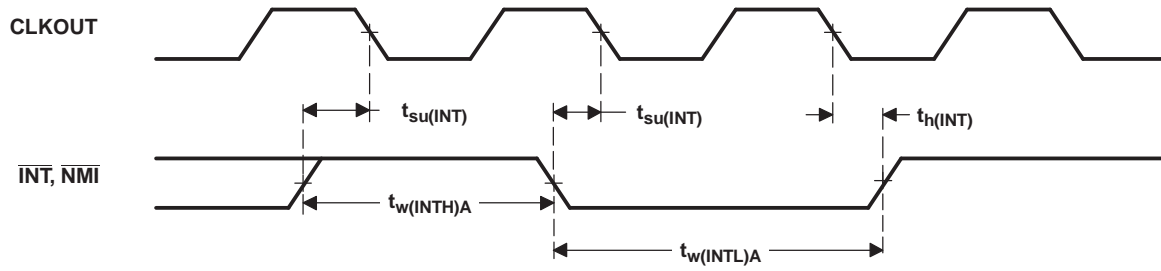 CLKOUT
tsu(INT)
tsu(INT)
th(INT)
INT, NMI
tw(INTH)A
tw(INTL)A